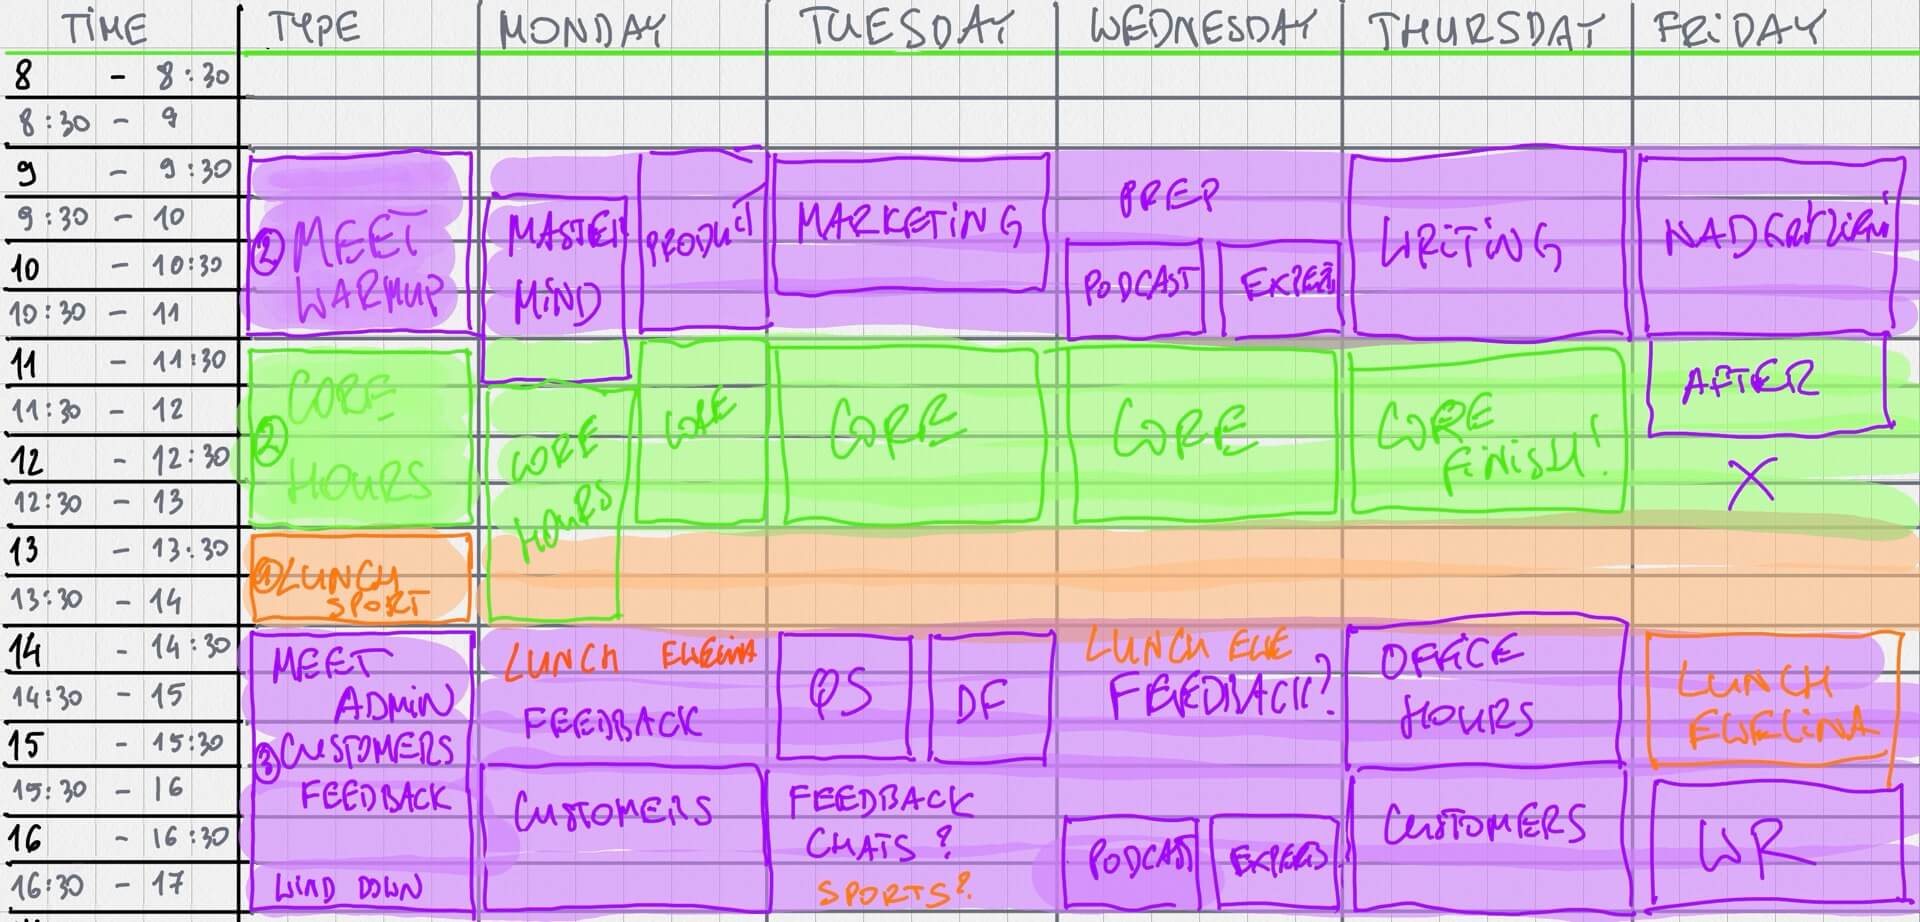 TIME TYPE MONDAY TUESDAY WEDNESDAY THURSDAY FRIDAY
8 - 8:30
8:30 - 9
9 - 9:30
9:30 - 10
10 - 10:30
10:30 - 11
11 - 11:30
11:30 - 12
12 - 12:30
12:30 - 13
13 - 13:30
13:30 - 14
14 - 14:30
14:30 - 15
15 - 15:30
15:30 - 16
16 - 16:30
16:30 - 17
② MEET
WARMUP
② CORE
HOURS
① LUNCH
SPORT
MEET
ADMIN
③ CUSTOMERS
FEEDBACK
WIND DOWN
MASTER
MIND
PRODUCT
CORE
HOURS
CORE
LUNCH EWELINA
FEEDBACK
CUSTOMERS
MARKETING
CORE
QS
DF
FEEDBACK
CHATS?
SPORTS?
PREP
PODCAST
CORE
LUNCH EWE
FEEDBACK?
PODCAST
EXPERTS
WRITING
CORE
FINISH!
OFFICE
HOURS
CUSTOMERS
AFTER
X
LUNCH
EWELINA
WR